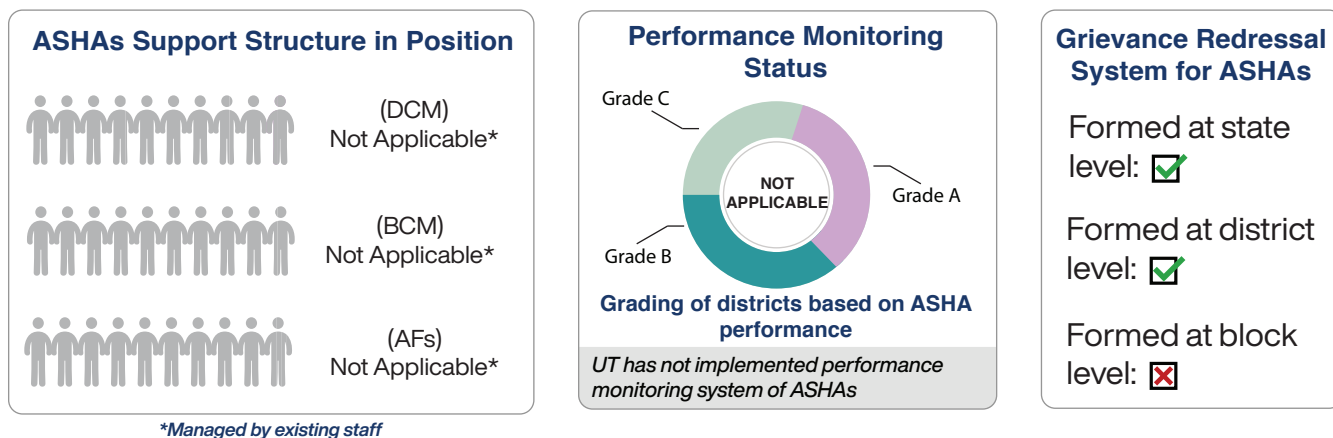 ASHAs Support Structure in Position
(DCM)
Not Applicable*
(BCM)
Not Applicable*
(AFs)
Not Applicable*
*Managed by existing staff
Performance Monitoring
Status
Grade C
NOT
APPLICABLE
Grade A
Grade B
Grading of districts based on ASHA
performance
UT has not implemented performance
monitoring system of ASHAs
Grievance Redressal
System for ASHAs
Formed at state
level:
Formed at district
level:
Formed at block
level: